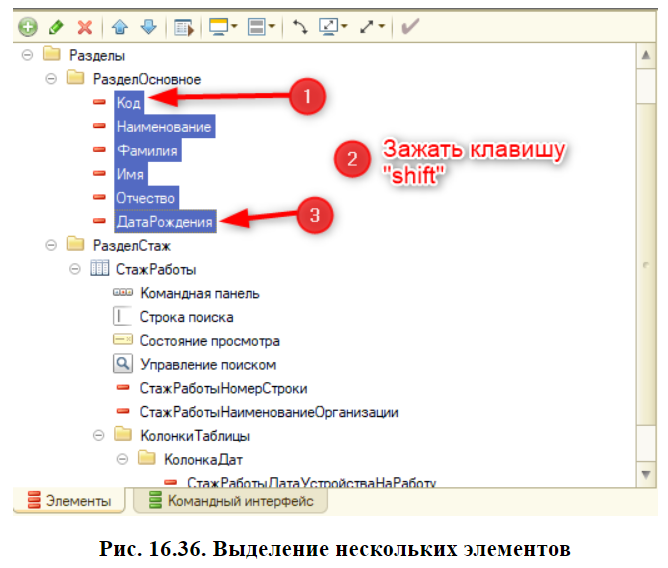 Разделы
РазделОсновное
Код
1
Наименование
Фамилия
2
Зажать клавишу
"shift"
Имя
Отчество
ДатаРождения
3
РазделСтаж
СтажРаботы
Командная панель
Строка поиска
Состояние просмотра
Управление поиском
СтажРаботыНомерСтроки
СтажРаботыНаименованиеОрганизации
КолонкиТаблицы
КолонкаДат
СтажРаботыДатаУстройстваНаРаботу
Элементы
Командный интерфейс
Рис. 16.36. Выделение нескольких элементов